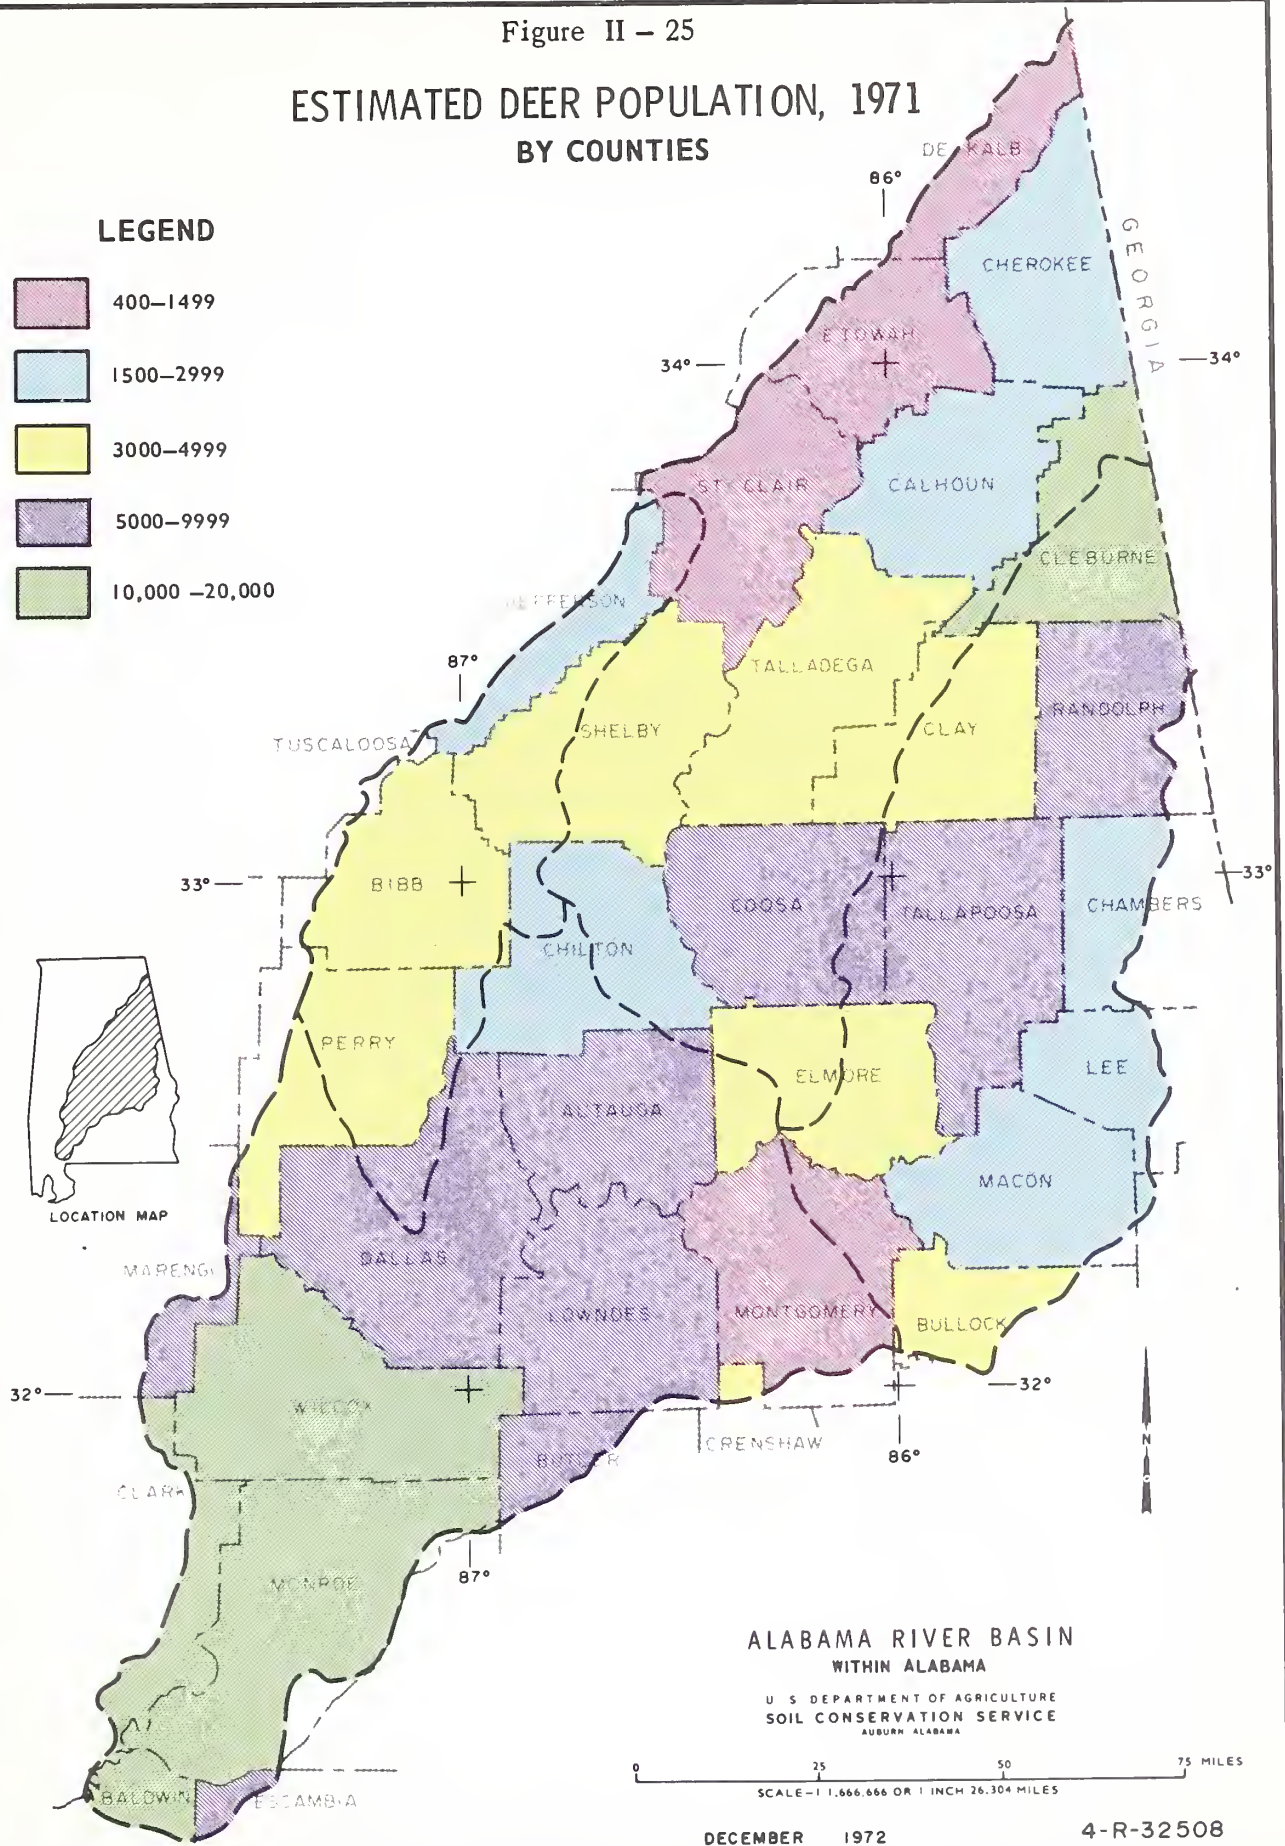 Figure II – 25
ESTIMATED DEER POPULATION, 1971
BY COUNTIES
LEGEND
400–1499
1500–2999
3000–4999
5000–9999
10,000 –20,000
DE KALB
86°
GEORGIA
CHEROKEE
ETOWAH
34°
34°
ST. CLAIR
CALHOUN
CLEBURNE
JEFFERSON
87°
TALLADEGA
RANDOLPH
SHELBY
CLAY
TUSCALOOSA
33°
BIBB
33°
COOSA
TALLAPOOSA
CHAMBERS
CHILTON
PERRY
ELMORE
LEE
AUTAUGA
MACON
LOCATION MAP
DALLAS
MARENGO
LOWNDES
MONTGOMERY
BULLOCK
32°
32°
WILCOX
CRENSHAW
86°
BUTLER
N
CLARK
87°
MONROE
ALABAMA RIVER BASIN
WITHIN ALABAMA
U S DEPARTMENT OF AGRICULTURE
SOIL CONSERVATION SERVICE
AUBURN ALABAMA
0 25 50 75 MILES
SCALE–1 1,666,666 OR 1 INCH 26.304 MILES
BALDWIN
ESCAMBIA
DECEMBER 1972
4-R-32508